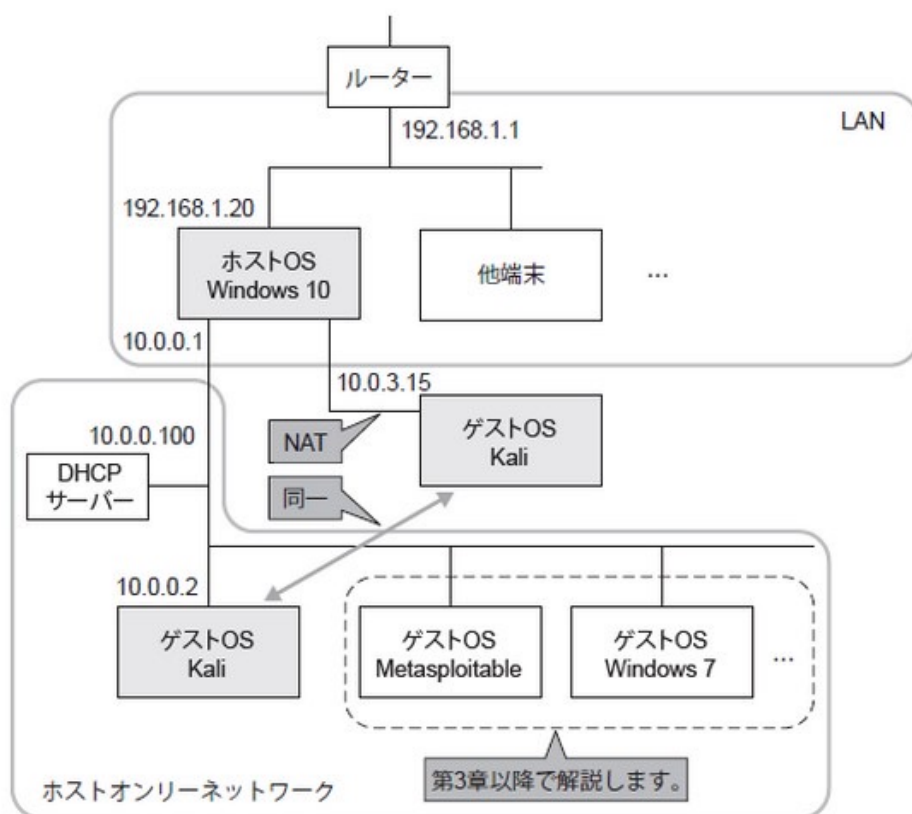 ルーター
192.168.1.1
LAN
192.168.1.20
ホストOS
Windows 10
他端末
...
10.0.0.1
10.0.3.15
NAT
ゲストOS
Kali
10.0.0.100
DHCP
サーバー
同一
10.0.0.2
ゲストOS
Kali
ゲストOS
Metasploitable
ゲストOS
Windows 7
...
第3章以降で解説します。
ホストオンリーネットワーク